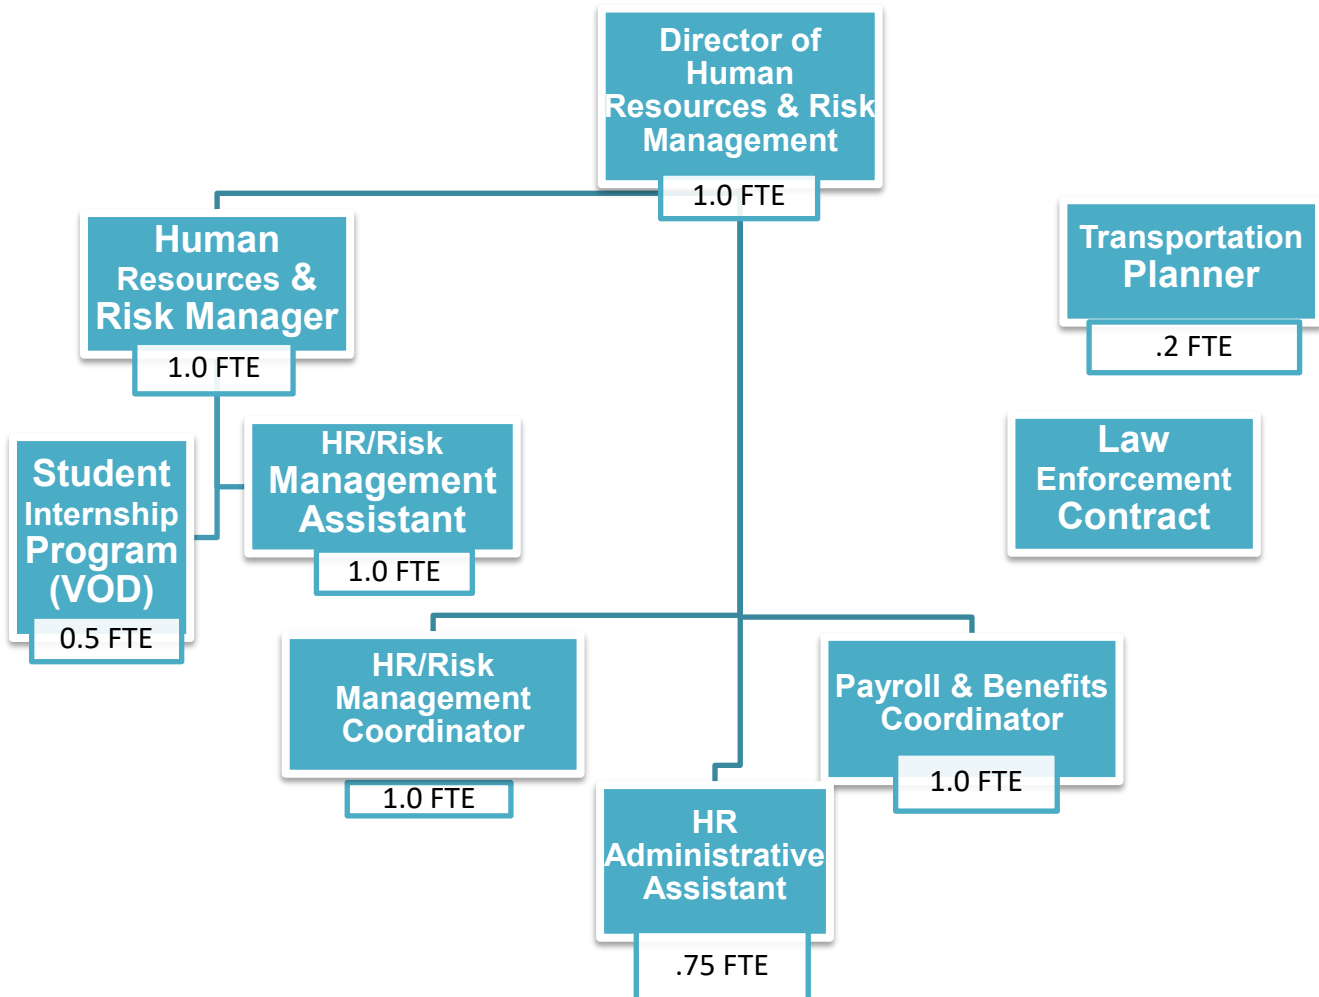 Director of
Human
Resources & Risk
Management
1.0 FTE
Human
Resources &
Risk Manager
1.0 FTE
Transportation
Planner
.2 FTE
Student
Internship
Program
(VOD)
0.5 FTE
HR/Risk
Management
Assistant
1.0 FTE
Law
Enforcement
Contract
HR/Risk
Management
Coordinator
1.0 FTE
HR
Administrative
Assistant
.75 FTE
Payroll & Benefits
Coordinator
1.0 FTE